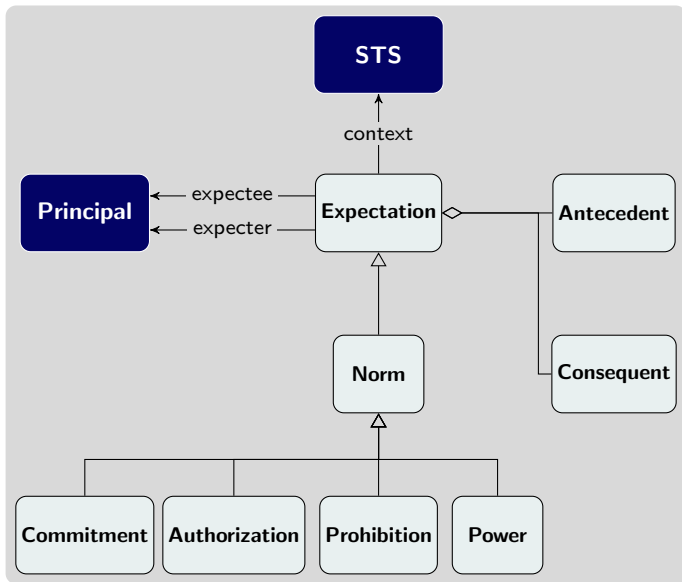 STS
context
expectee
Principal
Expectation
Antecedent
expecter
Norm
Consequent
Commitment
Authorization
Prohibition
Power